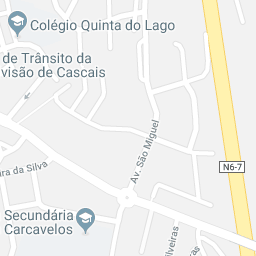 Colégio Quinta do Lago
de Trânsito da
visão de Cascais
Av. São Miguel
N6-7
ra da Silva
Secundária
Carcavelos
ilveiras